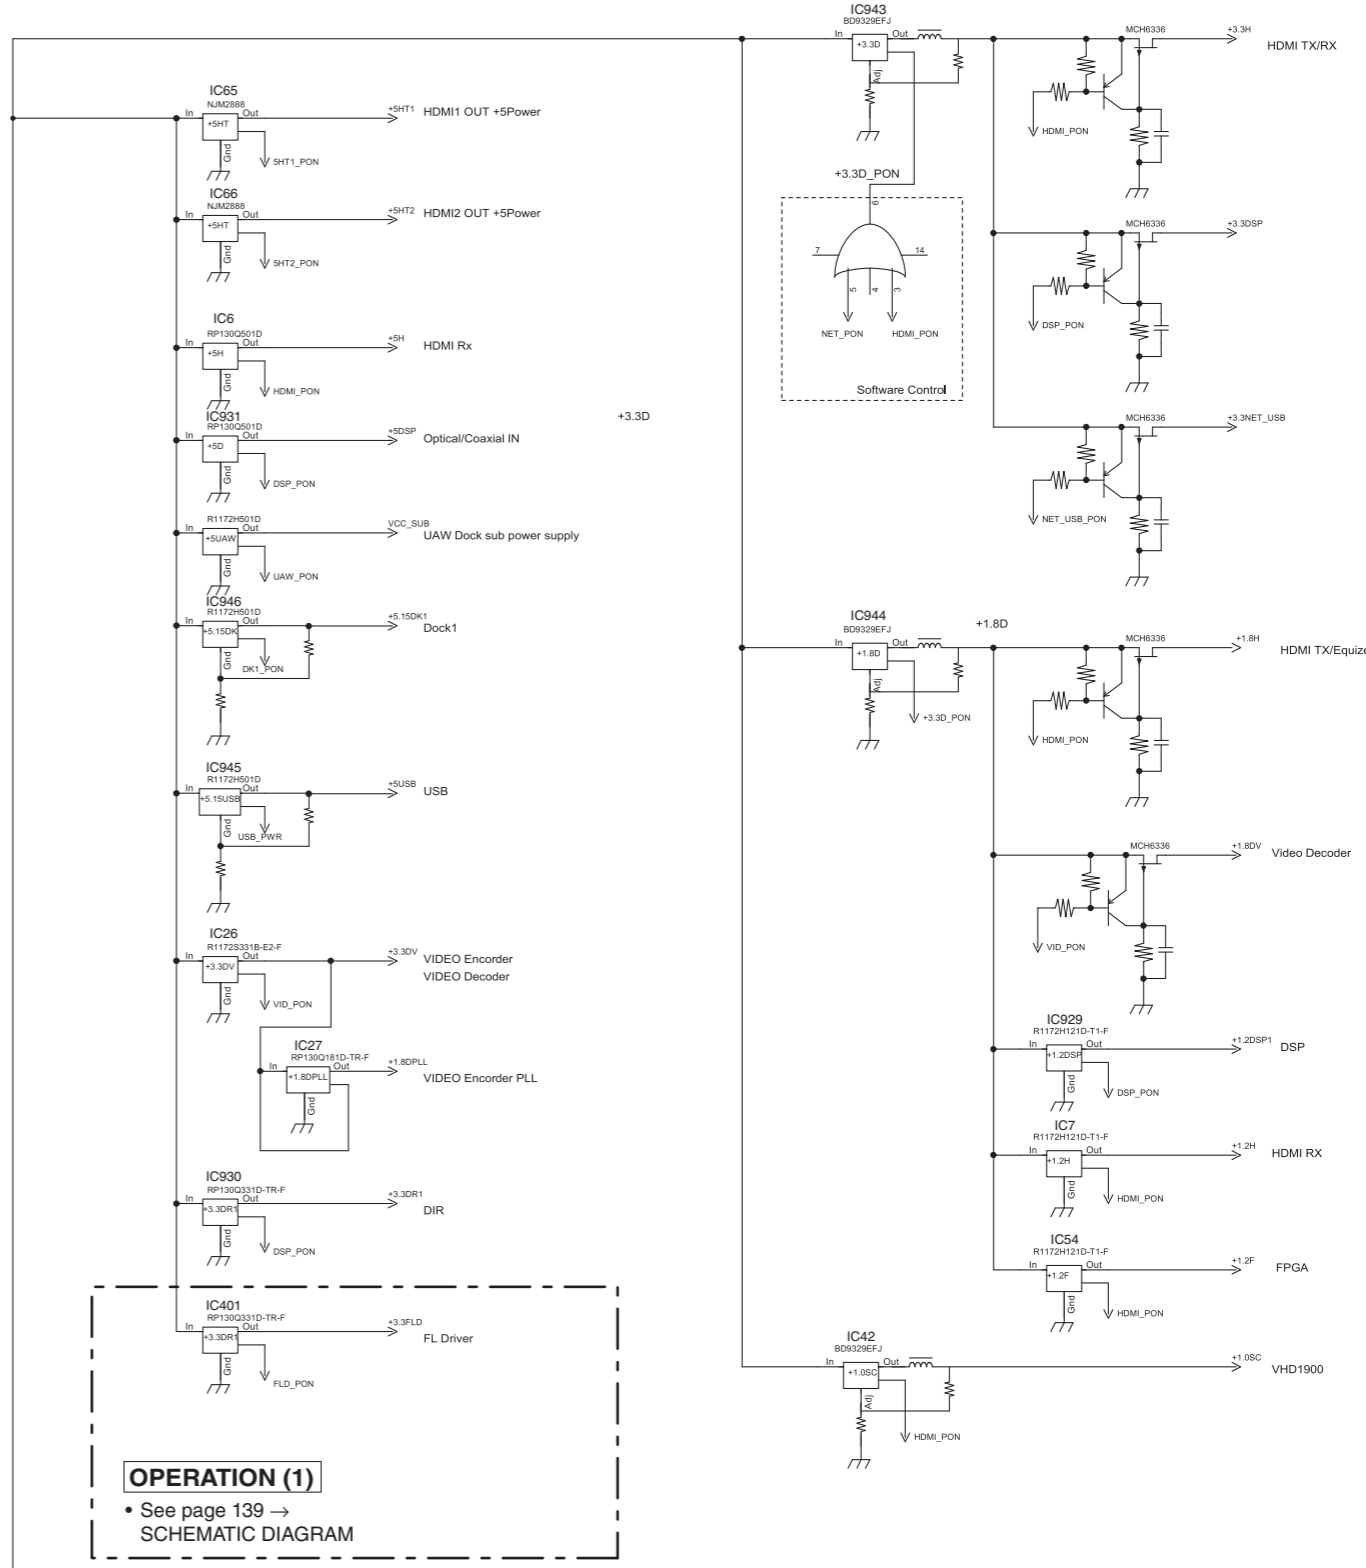 IC65
NJM2888
In
Out
+5HT
Gnd
5HT1_PON
+5HT1
HDMI1 OUT +5Power
IC66
NJM2888
In
Out
+5HT
Gnd
5HT2_PON
+5HT2
HDMI2 OUT +5Power
IC6
RP130Q501D
In
Out
+5H
Gnd
HDMI_PON
+5H
HDMI Rx
IC931
RP130Q501D
In
Out
+5D
Gnd
DSP_PON
+5DSP
Optical/Coaxial IN
R1172H501D
In
Out
+5UAW
Gnd
UAW_PON
VCC_SUB
UAW Dock sub power supply
IC946
R1172H501D
In
Out
+5.15DK
Gnd
DK1_PON
+5.15DK1
Dock1
IC945
R1172H501D
In
Out
+5.15USB
Gnd
USB_PWR
+5USB
USB
IC26
R1172S331B-E2-F
In
Out
+3.3DV
Gnd
VID_PON
+3.3DV
VIDEO Encorder
VIDEO Decoder
IC27
RP130Q181D-TR-F
In
Out
+1.8DPLL
Gnd
+1.8DPLL
VIDEO Encorder PLL
IC930
RP130Q331D-TR-F
In
Out
+3.3DR1
Gnd
DSP_PON
+3.3DR1
DIR
IC401
RP130Q331D-TR-F
In
Out
+3.3DR1
Gnd
FLD_PON
+3.3FLD
FL Driver
OPERATION (1)
• See page 139 →
SCHEMATIC DIAGRAM
+3.3D
IC943
BD9329EFJ
In
Out
+3.3D
Adj
+3.3D_PON
6
7
14
5
4
3
NET_PON
HDMI_PON
Software Control
MCH6336
+3.3H
HDMI TX/RX
HDMI_PON
MCH6336
+3.3DSP
DSP_PON
MCH6336
+3.3NET_USB
NET_USB_PON
IC944
BD9329EFJ
In
Out
+1.8D
Adj
+3.3D_PON
+1.8D
MCH6336
+1.8H
HDMI TX/Equize
HDMI_PON
MCH6336
+1.8DV
Video Decoder
VID_PON
IC929
R1172H121D-T1-F
In
Out
+1.2DSP
Gnd
DSP_PON
+1.2DSP1
DSP
IC7
R1172H121D-T1-F
In
Out
+1.2H
Gnd
HDMI_PON
+1.2H
HDMI RX
IC54
R1172H121D-T1-F
In
Out
+1.2F
Gnd
HDMI_PON
+1.2F
FPGA
IC42
BD9329EFJ
In
Out
+1.0SC
Adj
HDMI_PON
+1.0SC
VHD1900